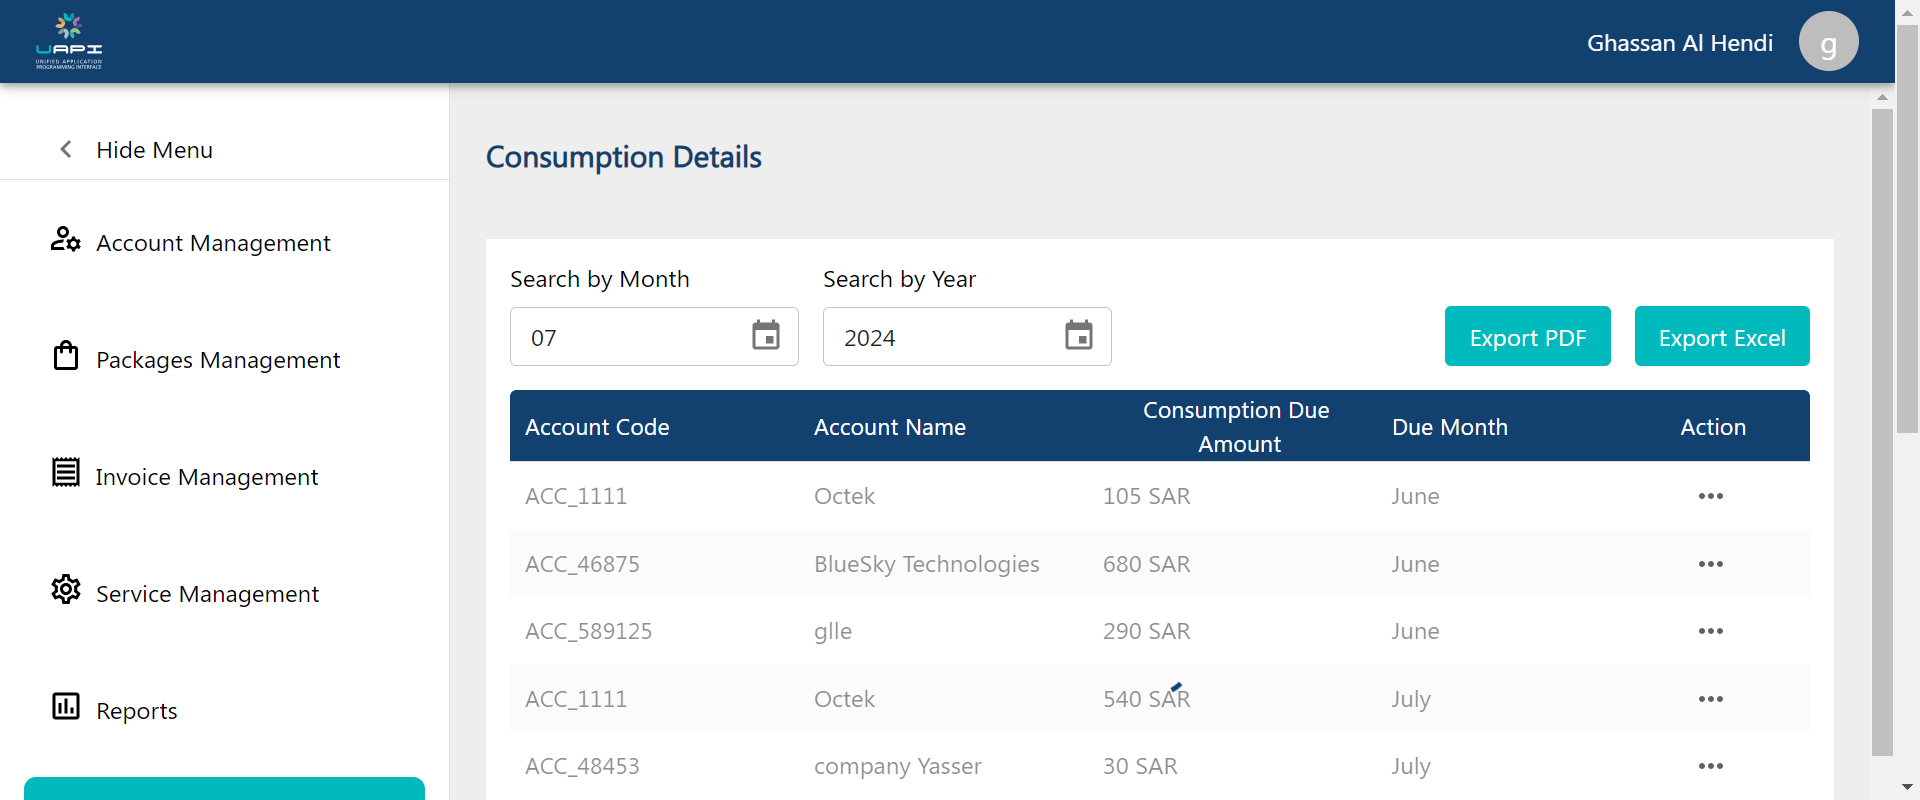 UAPI
UNIFIED APPLICATION
PROGRAMMING INTERFACE
Ghassan Al Hendi
g
Hide Menu
Account Management
Packages Management
Invoice Management
Service Management
Reports
Consumption Details
Search by Month
Search by Year
07
2024
Export PDF
Export Excel
Account Code
Account Name
Consumption Due
Amount
Due Month
Action
ACC_1111
Octek
105 SAR
June
ACC_46875
BlueSky Technologies
680 SAR
June
ACC_589125
glle
290 SAR
June
ACC_1111
Octek
540 SAR
July
ACC_48453
company Yasser
30 SAR
July